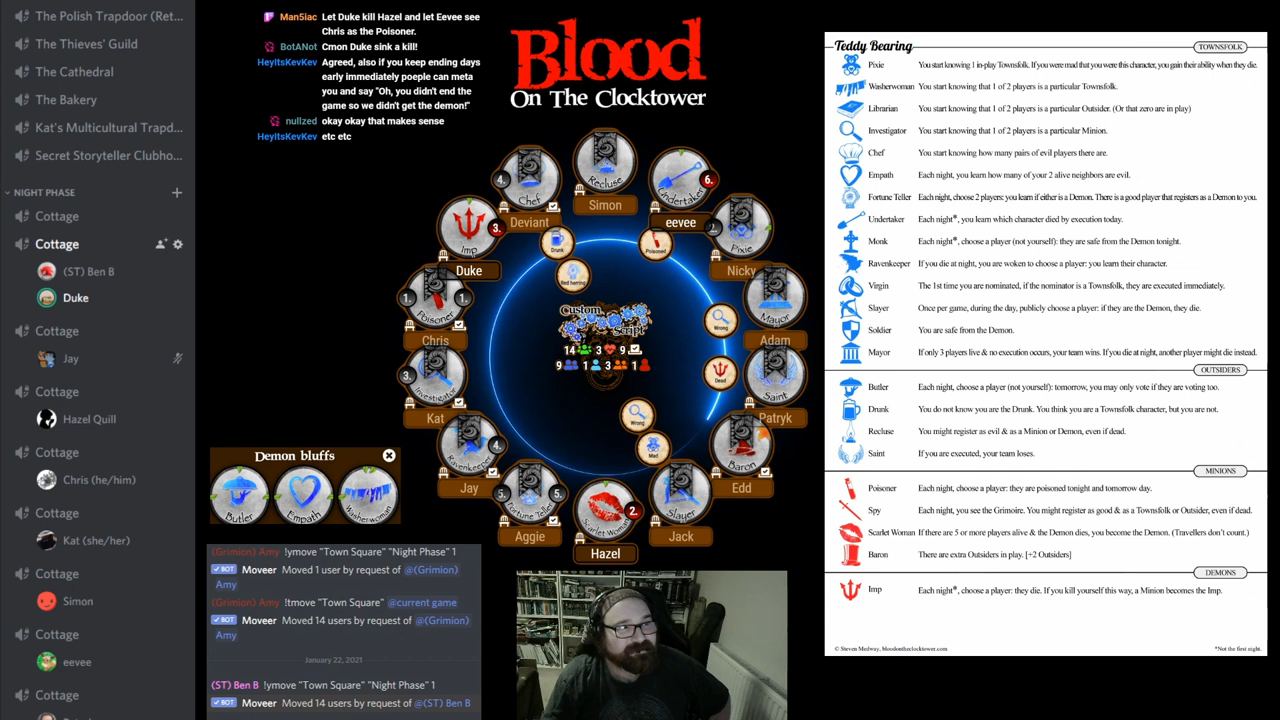 The Polish Trapdoor (Ret...
The Thieves' Guild
The Cathedral
The Bakery
Kat's Multicultural Trapd...
Secret Storyteller Clubho...
NIGHT PHASE
Cottage
Cottage
(ST) Ben B
Duke
Cottage
Jay
Cottage
Hazel Quill
Cottage
Chris (he/him)
Cottage
Kat (she/her)
Cottage
Simon
Cottage
eevee
Cottage
Man5iac Let Duke kill Hazel and let Eevee see
Chris as the Poisoner.
BotANot Cmon Duke sink a kill!
HeyItsKevKev Agreed, also if you keep ending days
early immediately poeple can meta
you and say "Oh, you didn't end the
game so we didn't get the demon!"
nullzed okay okay that makes sense
HeyItsKevKev etc etc
Blood
On The Clocktower
Recluse
Simon
Undertaker
6.
eevee
Pixie
Nicky
Mayor
Adam
Saint
Patryk
Baron
Edd
Slayer
Jack
Scarlet Woman
2.
Hazel
Fortune Teller
5.
5.
Aggie
Ravenkeeper
4.
Jay
Investigator
3.
Kat
Poisoner
1.
1.
Chris
Imp
3.
Duke
Chef
4.
Deviant
Drunk
Red herring
Poisoned
Wrong
Dead
Wrong
Mad
Custom
Script
14 3 9
9 1 3 1
Demon bluffs
Butler
Empath
Washerwoman
(Grimion) Amy !ymove "Town Square" "Night Phase" 1
BOT Moveer Moved 1 user by request of @(Grimion)
Amy
(Grimion) Amy !tmove "Town Square" @current game
BOT Moveer Moved 14 users by request of @(Grimion)
Amy
January 22, 2021
(ST) Ben B !ymove "Town Square" "Night Phase" 1
BOT Moveer Moved 14 users by request of @(ST) Ben B
Teddy Bearing
TOWNSFOLK
Pixie You start knowing 1 in-play Townsfolk. If you were mad that you were this character, you gain their ability when they die.
Washerwoman You start knowing that 1 of 2 players is a particular Townsfolk.
Librarian You start knowing that 1 of 2 players is a particular Outsider. (Or that zero are in play)
Investigator You start knowing that 1 of 2 players is a particular Minion.
Chef You start knowing how many pairs of evil players there are.
Empath Each night, you learn how many of your 2 alive neighbors are evil.
Fortune Teller Each night, choose 2 players: you learn if either is a Demon. There is a good player that registers as a Demon to you.
Undertaker Each night*, you learn which character died by execution today.
Monk Each night*, choose a player (not yourself): they are safe from the Demon tonight.
Ravenkeeper If you die at night, you are woken to choose a player: you learn their character.
Virgin The 1st time you are nominated, if the nominator is a Townsfolk, they are executed immediately.
Slayer Once per game, during the day, publicly choose a player: if they are the Demon, they die.
Soldier You are safe from the Demon.
Mayor If only 3 players live & no execution occurs, your team wins. If you die at night, another player might die instead.
OUTSIDERS
Butler Each night, choose a player (not yourself): tomorrow, you may only vote if they are voting too.
Drunk You do not know you are the Drunk. You think you are a Townsfolk character, but you are not.
Recluse You might register as evil & as a Minion or Demon, even if dead.
Saint If you are executed, your team loses.
MINIONS
Poisoner Each night, choose a player: they are poisoned tonight and tomorrow day.
Spy Each night, you see the Grimoire. You might register as good & as a Townsfolk or Outsider, even if dead.
Scarlet Woman If there are 5 or more players alive & the Demon dies, you become the Demon. (Travellers don't count.)
Baron There are extra Outsiders in play. [+2 Outsiders]
DEMONS
Imp Each night*, choose a player: they die. If you kill yourself this way, a Minion becomes the Imp.
© Steven Medway, bloodontheclocktower.com
*Not the first night.